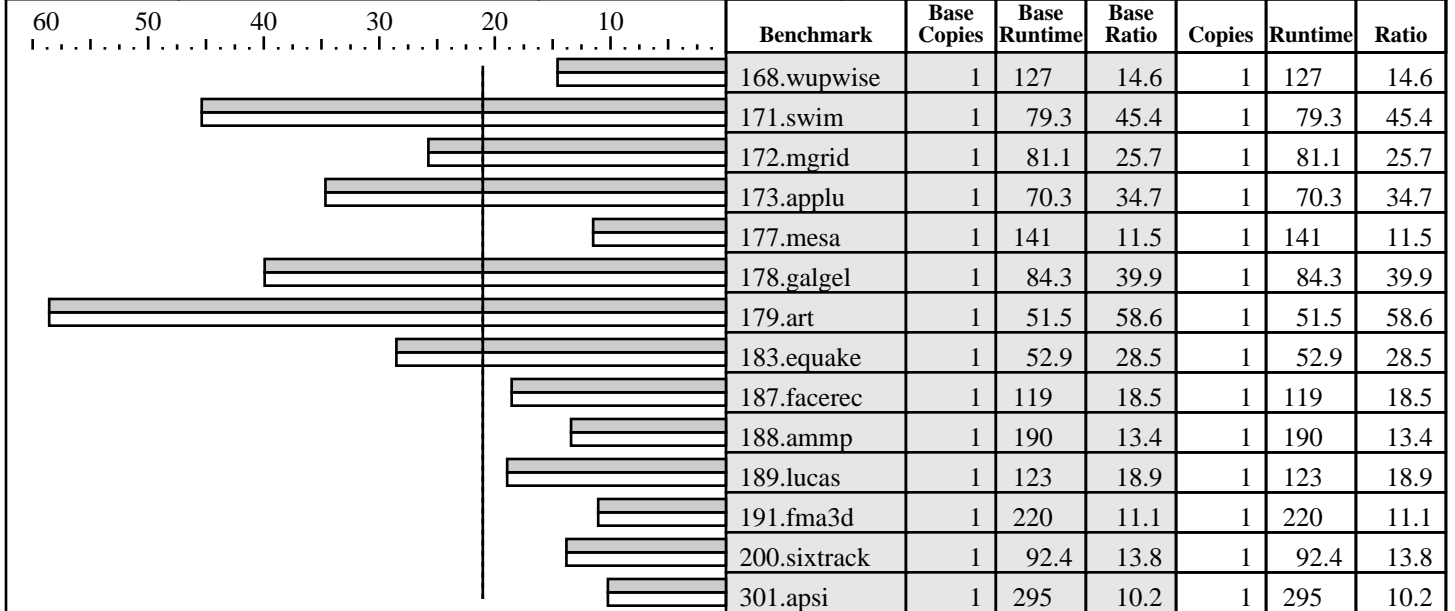 60 50 40 30 20 10
Benchmark Base Copies Base Runtime Base Ratio Copies Runtime Ratio
168.wupwise 1 127 14.6 1 127 14.6
171.swim 1 79.3 45.4 1 79.3 45.4
172.mgrid 1 81.1 25.7 1 81.1 25.7
173.applu 1 70.3 34.7 1 70.3 34.7
177.mesa 1 141 11.5 1 141 11.5
178.galgel 1 84.3 39.9 1 84.3 39.9
179.art 1 51.5 58.6 1 51.5 58.6
183.equake 1 52.9 28.5 1 52.9 28.5
187.facerec 1 119 18.5 1 119 18.5
188.ammp 1 190 13.4 1 190 13.4
189.lucas 1 123 18.9 1 123 18.9
191.fma3d 1 220 11.1 1 220 11.1
200.sixtrack 1 92.4 13.8 1 92.4 13.8
301.apsi 1 295 10.2 1 295 10.2